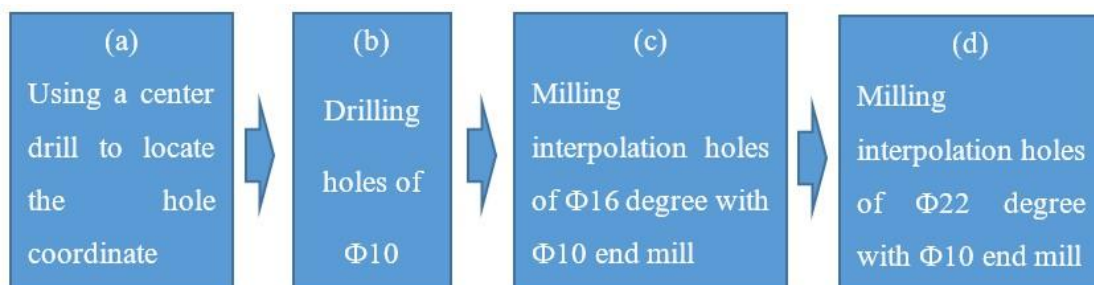 (a)
Using a center
drill to locate
the hole
coordinate
(b)
Drilling
holes of
Φ10
(c)
Milling
interpolation holes
of Φ16 degree with
Φ10 end mill
(d)
Milling
interpolation holes
of Φ22 degree
with Φ10 end mill